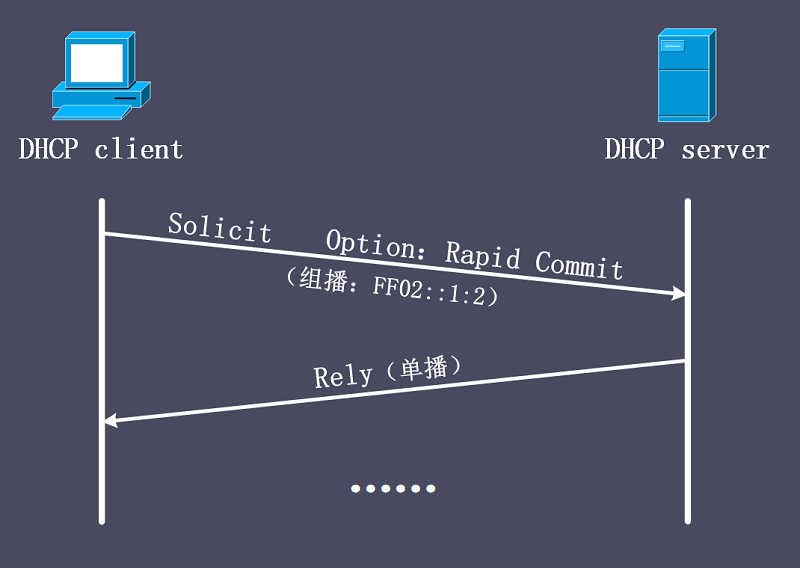 DHCP client
DHCP server
Solicit Option: Rapid Commit
（组播：FF02::1:2）
Rely（单播）
······